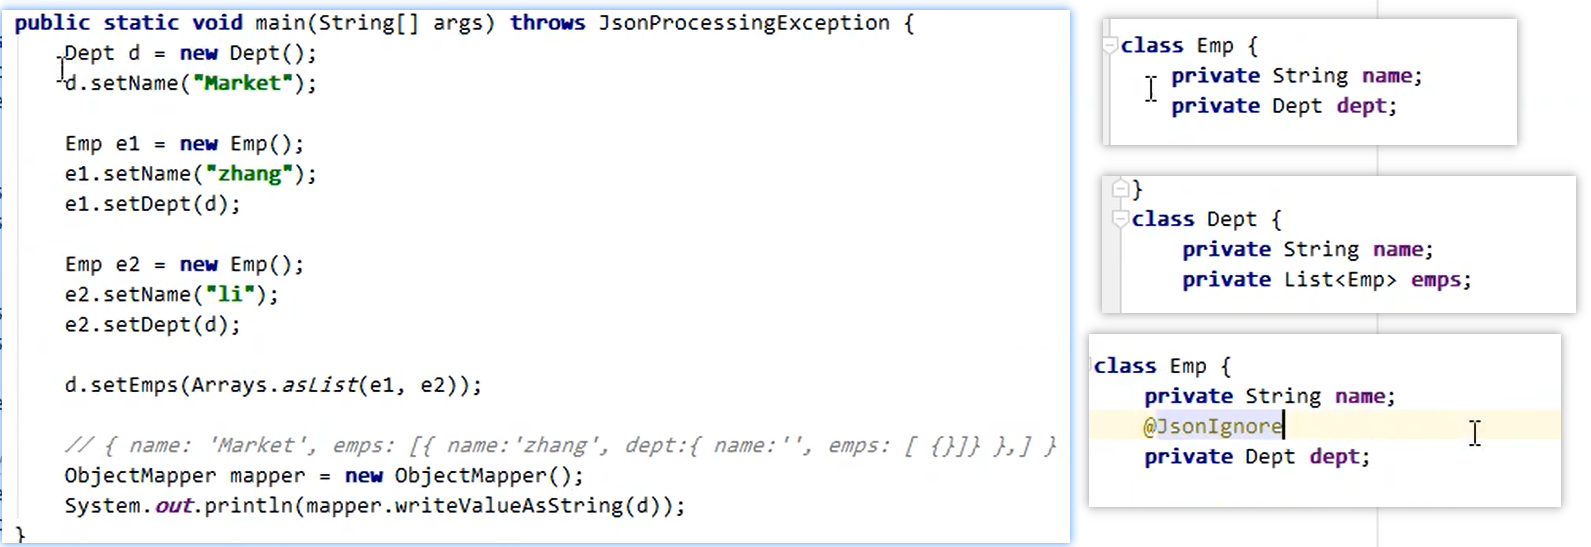 public static void main(String[] args) throws JsonProcessingException {
Dept d = new Dept();
d.setName("Market");
Emp e1 = new Emp();
e1.setName("zhang");
e1.setDept(d);
Emp e2 = new Emp();
e2.setName("li");
e2.setDept(d);
d.setEmps(Arrays.asList(e1, e2));
// { name: 'Market', emps: [{ name:'zhang', dept:{ name:'', emps: [ {}]} },] }
ObjectMapper mapper = new ObjectMapper();
System.out.println(mapper.writeValueAsString(d));
}
class Emp {
private String name;
private Dept dept;
}
class Dept {
private String name;
private List<Emp> emps;
class Emp {
private String name;
@JsonIgnore
private Dept dept;